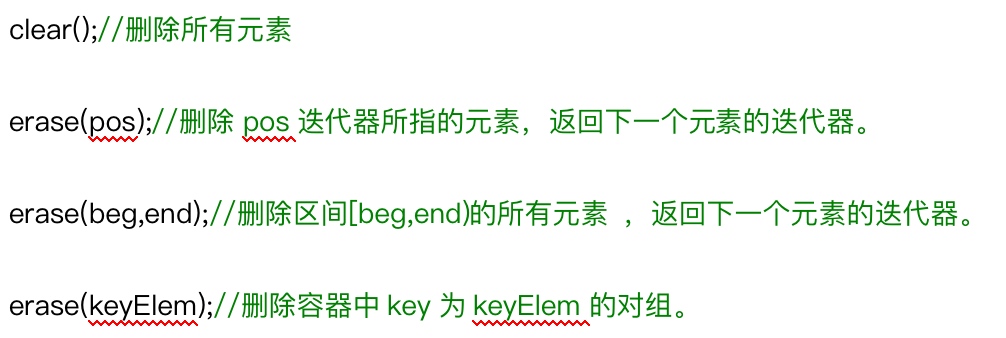 clear();//删除所有元素
erase(pos);//删除 pos 迭代器所指的元素，返回下一个元素的迭代器。
erase(beg,end);//删除区间[beg,end)的所有元素 ，返回下一个元素的迭代器。
erase(keyElem);//删除容器中 key 为 keyElem 的对组。